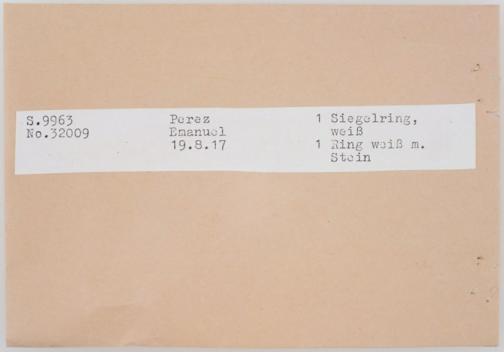 S.9963 Perez 1 Siegelring,
No.32009 Emanuel weiß
19.8.17 1 Ring weiß m.
Stein